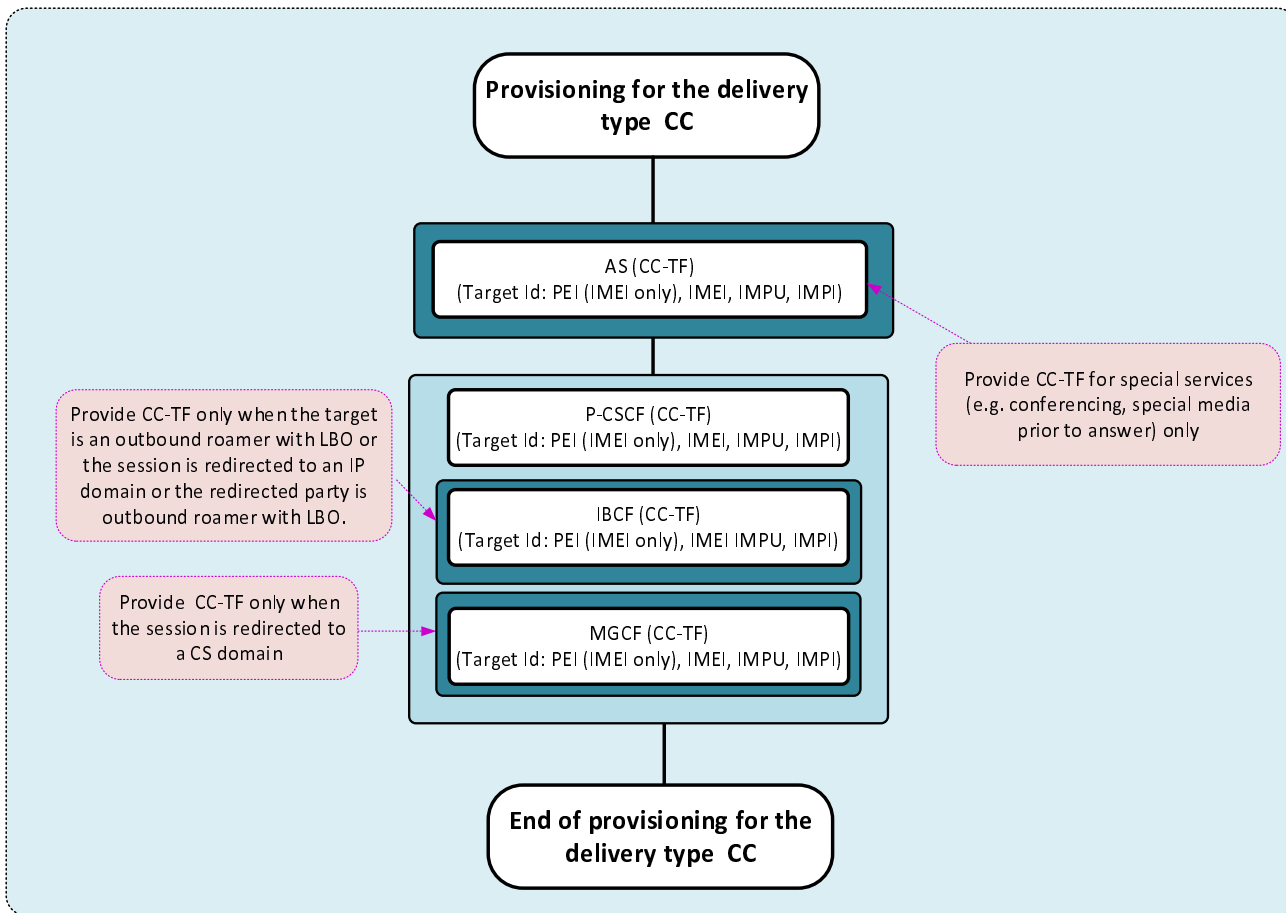 Provisioning for the delivery
type CC
AS (CC-TF)
(Target Id: PEI (IMEI only), IMEI, IMPU, IMPI)
Provide CC-TF for special services
(e.g. conferencing, special media
prior to answer) only
P-CSCF (CC-TF)
(Target Id: PEI (IMEI only), IMEI, IMPU, IMPI)
Provide CC-TF only when the target
is an outbound roamer with LBO or
the session is redirected to an IP
domain or the redirected party is
outbound roamer with LBO.
IBCF (CC-TF)
(Target Id: PEI (IMEI only), IMEI IMPU, IMPI)
Provide CC-TF only when
the session is redirected to
a CS domain
MGCF (CC-TF)
(Target Id: PEI (IMEI only), IMEI, IMPU, IMPI)
End of provisioning for the
delivery type CC